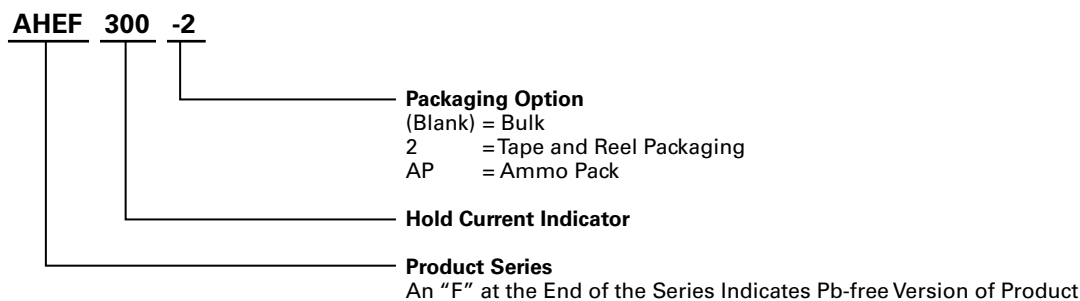 AHEF 300 -2
Packaging Option
(Blank) = Bulk
2 = Tape and Reel Packaging
AP = Ammo Pack
Hold Current Indicator
Product Series
An “F” at the End of the Series Indicates Pb-free Version of Product